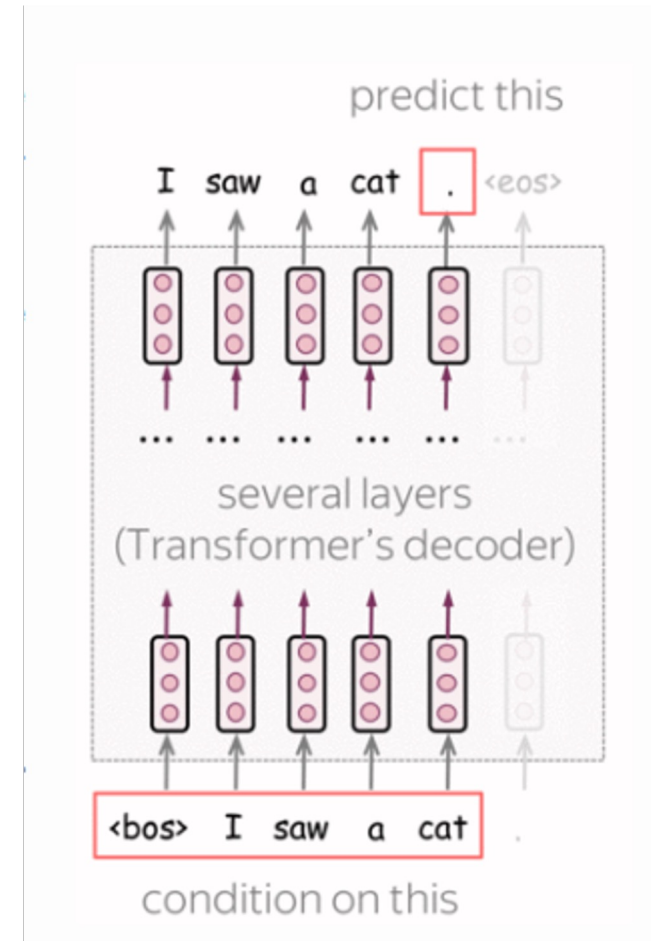 predict this
I saw a cat . <eos>
... ... ... ... ... ...
several layers
(Transformer's decoder)
<bos> I saw a cat .
condition on this